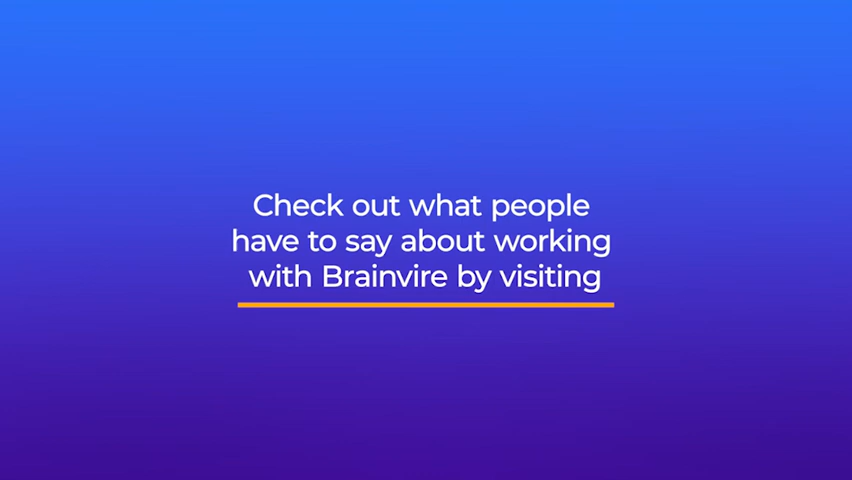 Check out what people
have to say about working
with Brainvire by visiting